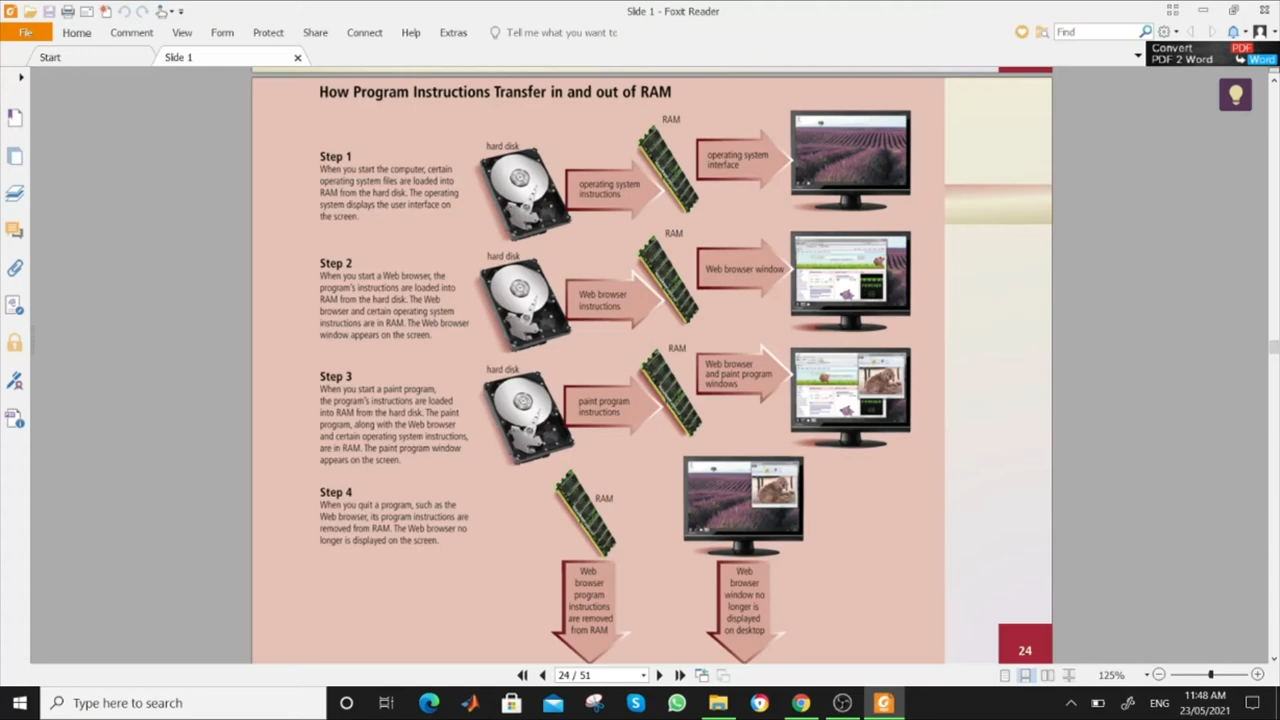 Slide 1 - Foxit Reader
File Home Comment View Form Protect Share Connect Help Extras Tell me what you want to Find
Start Slide 1
Convert PDF
PDF 2 Word Word
How Program Instructions Transfer in and out of RAM
Step 1
When you start the computer, certain
operating system files are loaded into
RAM from the hard disk. The operating
system displays the user interface on
the screen.
hard disk
operating system
instructions
RAM
operating system
interface
Step 2
When you start a Web browser, the
program's instructions are loaded into
RAM from the hard disk. The Web
browser and certain operating system
instructions are in RAM. The Web browser
window appears on the screen.
hard disk
Web browser
instructions
RAM
Web browser window
Step 3
When you start a paint program,
the program's instructions are loaded
into RAM from the hard disk. The paint
program, along with the Web browser
and certain operating system instructions,
are in RAM. The paint program window
appears on the screen.
hard disk
paint program
instructions
RAM
Web browser
and paint program
windows
Step 4
When you quit a program, such as the
Web browser, its program instructions are
removed from RAM. The Web browser no
longer is displayed on the screen.
RAM
Web
browser
program
instructions
are removed
from RAM
Web
browser
window no
longer is
displayed
on desktop
24
24 / 51
125%
Type here to search
ENG
11:48 AM
23/05/2021